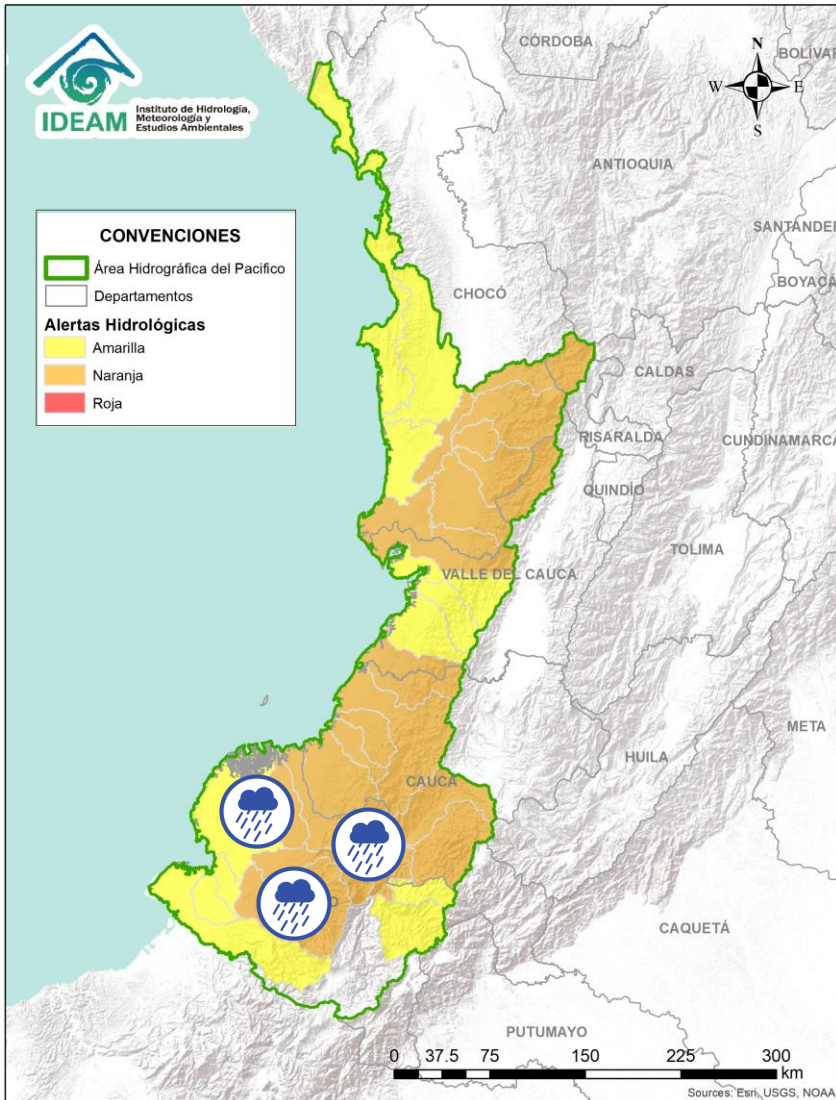 IDEAM
Instituto de Hidrología,
Meteorología y
Estudios Ambientales
CÓRDOBA
BOLÍVAR
N
W
E
S
ANTIOQUIA
CONVENCIONES
Área Hidrográfica del Pacifico
Departamentos
Alertas Hidrológicas
Amarilla
Naranja
Roja
SANTANDER
BOYACÁ
CHOCÓ
CALDAS
RISARALDA
CUNDINAMARCA
QUINDÍO
TOLIMA
VALLE DEL CAUCA
META
HUILA
CAUCA
CAQUETÁ
PUTUMAYO
0 37.5 75 150 225 300
km
Sources: Esri, USGS, NOAA